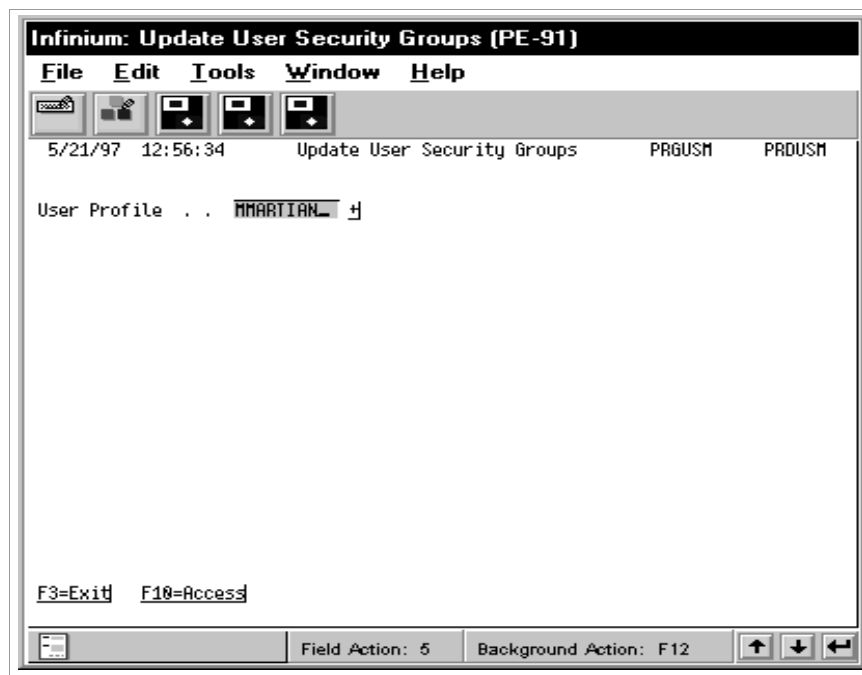 Infinium: Update User Security Groups (PE-91)
File Edit Tools Window Help
5/21/97 12:56:34 Update User Security Groups PRGUSM PRDUSM
User Profile . . MMARTIAN_ +
F3=Exit F10=Access
Field Action: 5 Background Action: F12